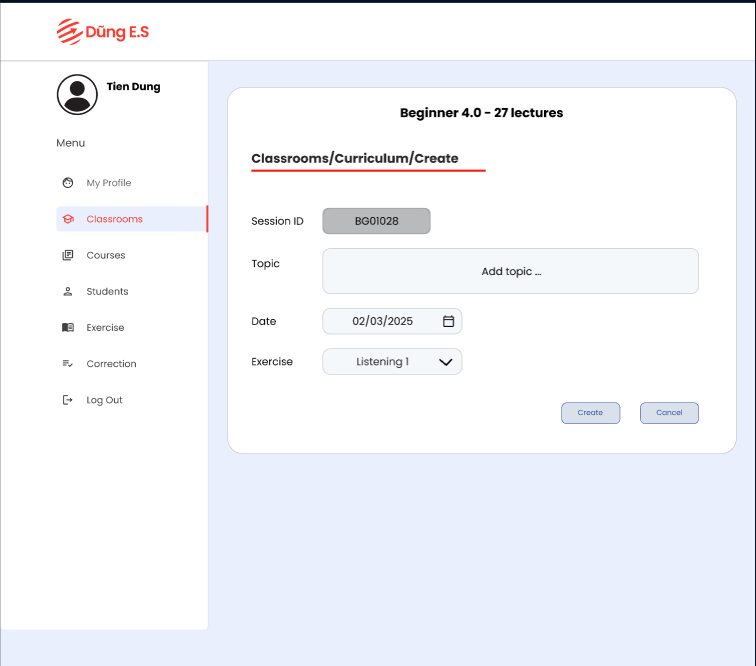 Dũng E.S
Tien Dung
Menu
My Profile
Classrooms
Courses
Students
Exercise
Correction
Log Out
Beginner 4.0 - 27 lectures
Classrooms/Curriculum/Create
Session ID BG01028
Topic Add topic ...
Date 02/03/2025
Exercise Listening 1
Create Cancel